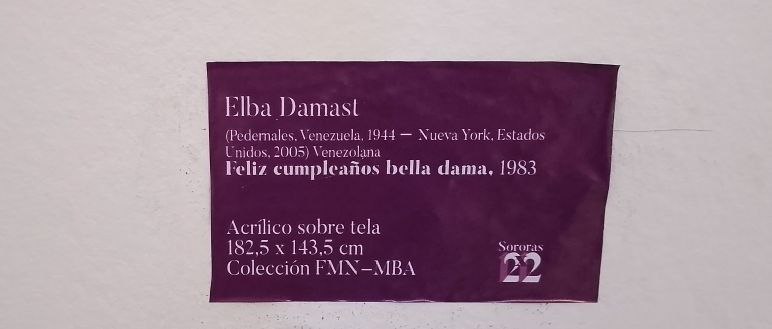 Elba Damast
(Pedernales, Venezuela, 1944 — Nueva York, Estados
Unidos, 2005) Venezolana
Feliz cumpleaños bella dama, 1983
Acrílico sobre tela
182,5 x 143,5 cm
Colección FMN–MBA
Sororas
22